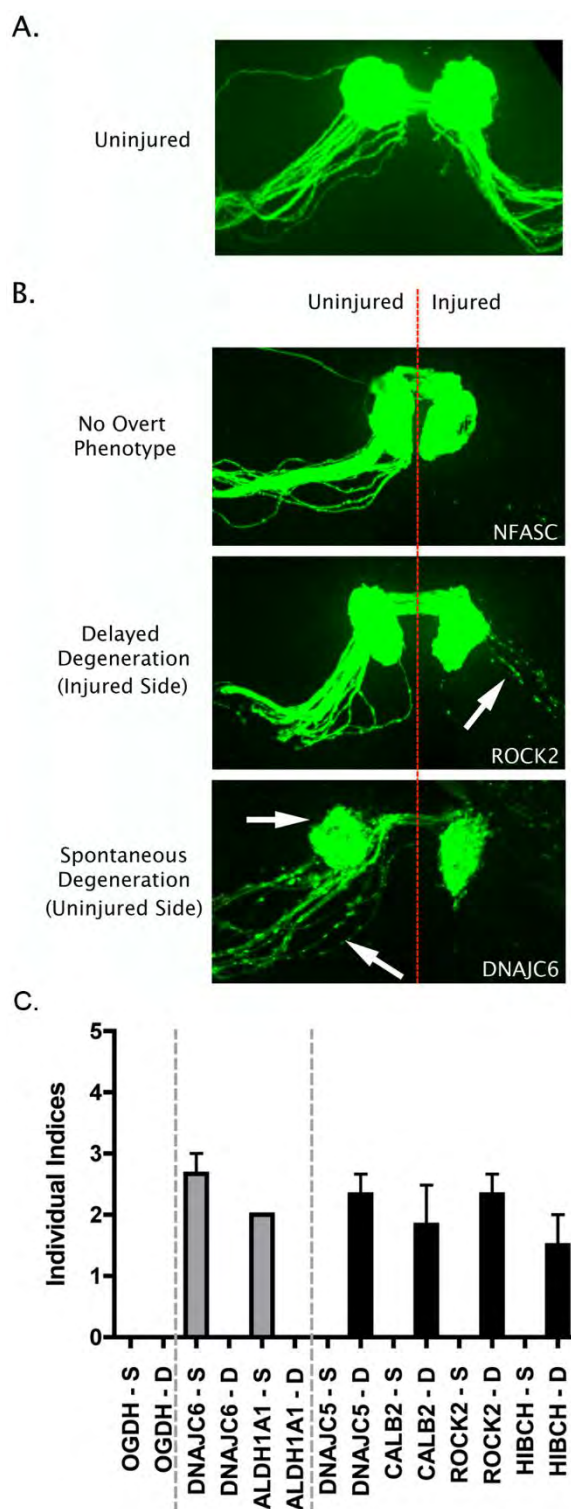 A.
Uninjured
B.
Uninjured Injured
No Overt
Phenotype
NFASC
Delayed
Degeneration
(Injured Side)
ROCK2
Spontaneous
Degeneration
(Uninjured Side)
DNAJC6
C.
Individual Indices
5
4
3
2
1
0
OGDH - S
OGDH - D
DNAJC6 - S
DNAJC6 - D
ALDH1A1 - S
ALDH1A1 - D
DNAJC5 - S
DNAJC5 - D
CALB2 - S
CALB2 - D
ROCK2 - S
ROCK2 - D
HIBCH - S
HIBCH - D